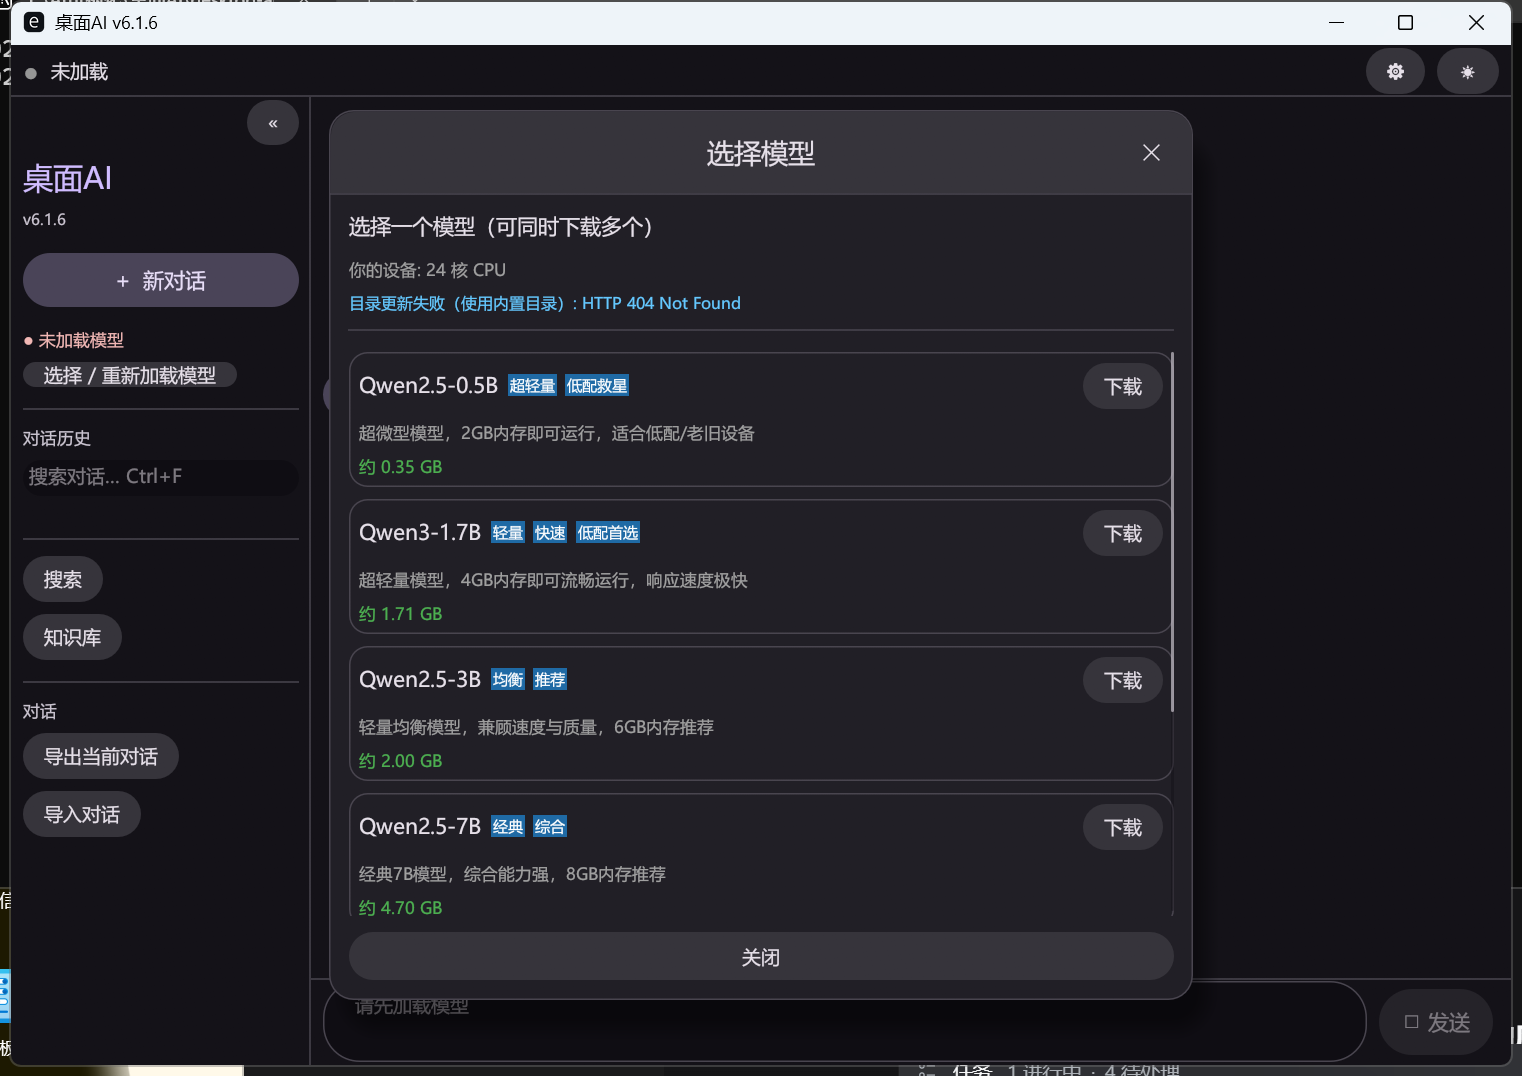 桌面AI v6.1.6
未加载
«
桌面AI
v6.1.6
+ 新对话
未加载模型
选择 / 重新加载模型
对话历史
搜索对话... Ctrl+F
搜索
知识库
对话
导出当前对话
导入对话
选择模型
选择一个模型（可同时下载多个）
你的设备: 24 核 CPU
目录更新失败（使用内置目录）: HTTP 404 Not Found
Qwen2.5-0.5B 超轻量 低配救星
下载
超微型模型，2GB内存即可运行，适合低配/老旧设备
约 0.35 GB
Qwen3-1.7B 轻量 快速 低配首选
下载
超轻量模型，4GB内存即可流畅运行，响应速度极快
约 1.71 GB
Qwen2.5-3B 均衡 推荐
下载
轻量均衡模型，兼顾速度与质量，6GB内存推荐
约 2.00 GB
Qwen2.5-7B 经典 综合
下载
经典7B模型，综合能力强，8GB内存推荐
约 4.70 GB
关闭
请先加载模型
发送
任务 1 进行中 · 4 待处理